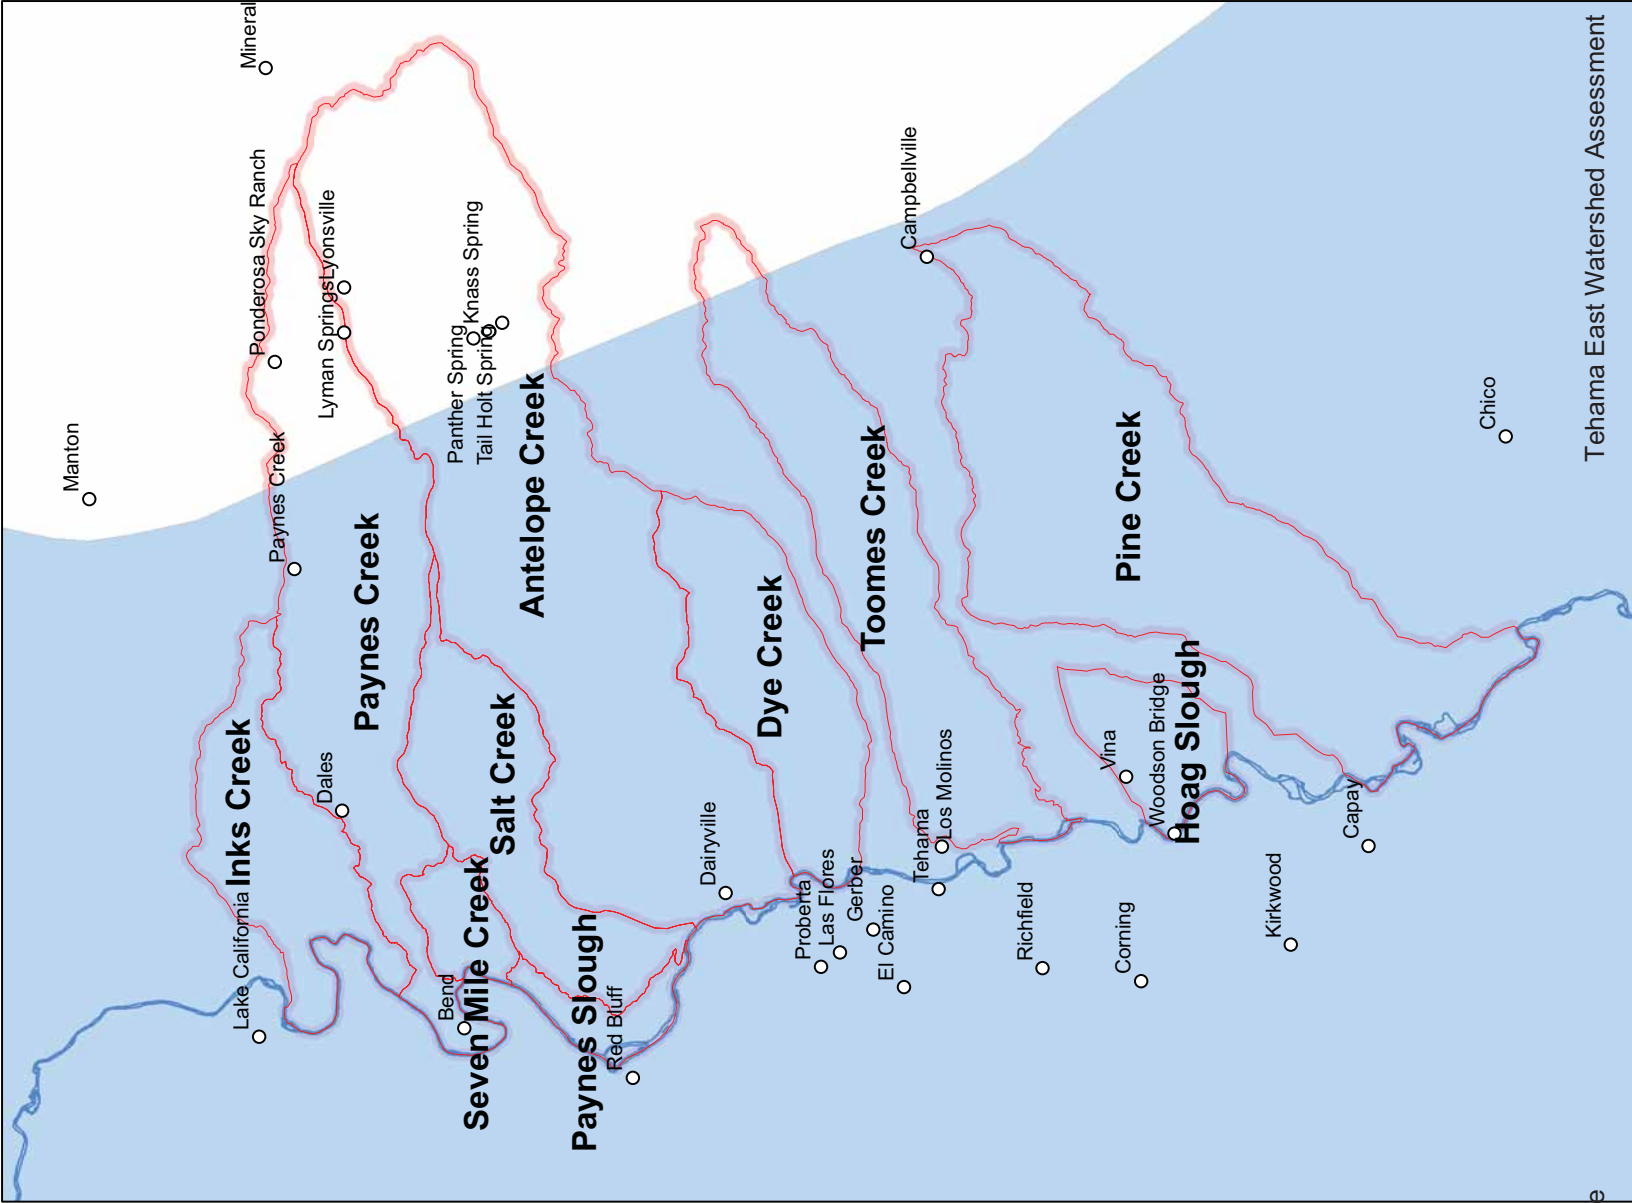 Mineral
Manton
Ponderosa Sky Ranch
Lyonsville
Lyman Springs
Knass Spring
Panther Spring
Tail Holt Spring
Paynes Creek
Campbellville
Chico
Paynes Creek
Antelope Creek
Toomes Creek
Pine Creek
Dye Creek
Inks Creek
Salt Creek
Seven Mile Creek
Paynes Slough
Hoag Slough
Dales
Lake California
Bend
Red Bluff
Dairyville
Proberta
Las Flores
Gerber
El Camino
Tehama
Los Molinos
Vina
Woodson Bridge
Richfield
Corning
Kirkwood
Capay
Tehama East Watershed Assessment
e